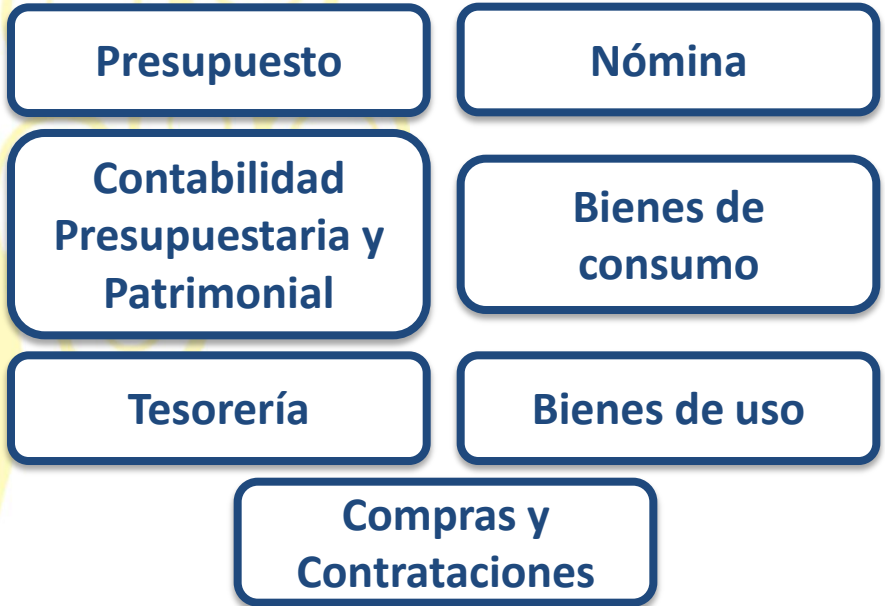 Presupuesto
Nómina
Contabilidad
Presupuestaria y
Patrimonial
Bienes de
consumo
Tesorería
Bienes de uso
Compras y
Contrataciones